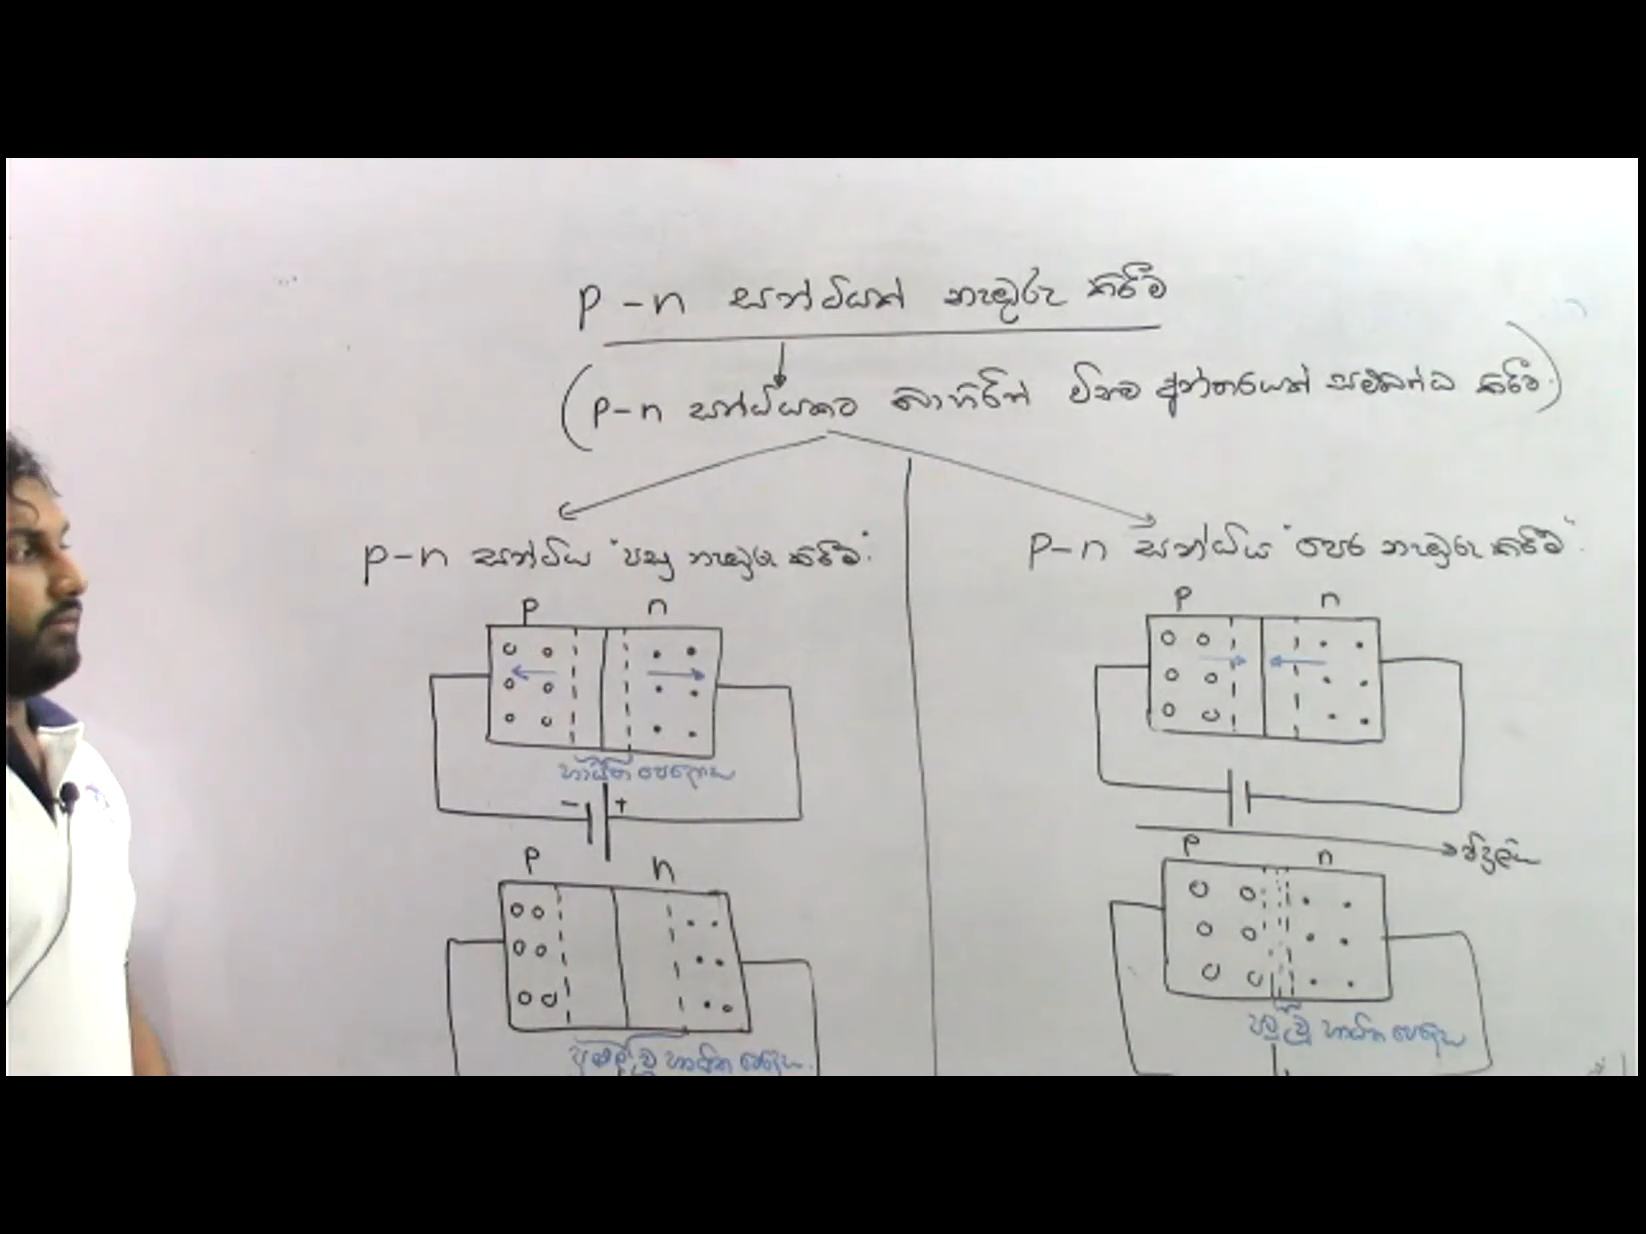 p-n සන්ධියක් නැඹුරු කිරීම
(p-n සන්ධියකට බාහිරින් විභව අන්තරයක් සම්බන්ධ කිරීම.)
p-n සන්ධිය "පසු නැඹුරු කිරීම".
p n
හායිත පෙදෙස
- +
p n
හායිත පෙදෙස.
p-n සන්ධිය "පෙර නැඹුරු කිරීම".
p n
p n
පටු වූ හායිත පෙදෙස